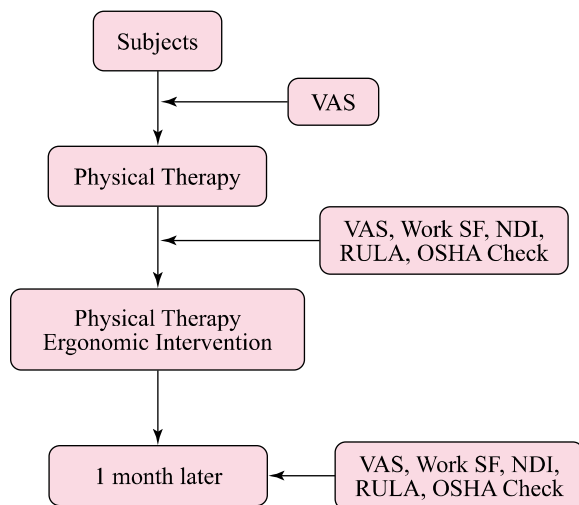 Subjects
VAS
Physical Therapy
VAS, Work SF, NDI,
RULA, OSHA Check
Physical Therapy
Ergonomic Intervention
1 month later
VAS, Work SF, NDI,
RULA, OSHA Check